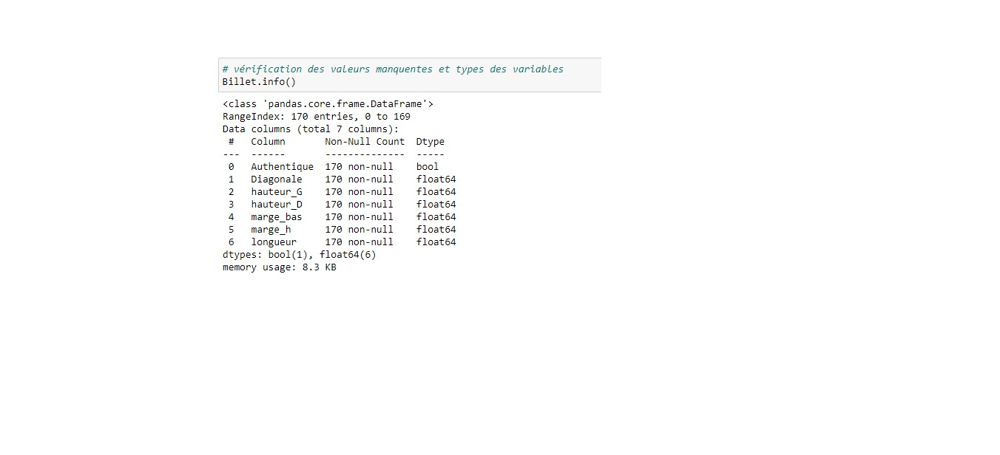 # vérification des valeurs manquentes et types des variables
Billet.info()
<class 'pandas.core.frame.DataFrame'>
RangeIndex: 170 entries, 0 to 169
Data columns (total 7 columns):
 #   Column       Non-Null Count  Dtype
---  ------       --------------  -----
 0   Authentique  170 non-null    bool
 1   Diagonale    170 non-null    float64
 2   hauteur_G    170 non-null    float64
 3   hauteur_D    170 non-null    float64
 4   marge_bas    170 non-null    float64
 5   marge_h      170 non-null    float64
 6   longueur     170 non-null    float64
dtypes: bool(1), float64(6)
memory usage: 8.3 KB